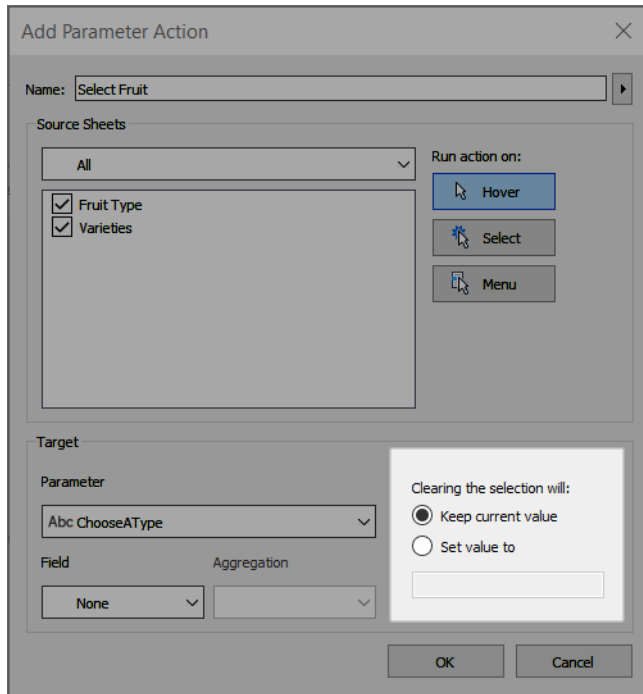 Add Parameter Action
Name: Select Fruit
Source Sheets
All
Fruit Type
Varieties
Run action on:
Hover
Select
Menu
Target
Parameter
Abc ChooseAType
Field
Aggregation
None
Clearing the selection will:
Keep current value
Set value to
OK
Cancel